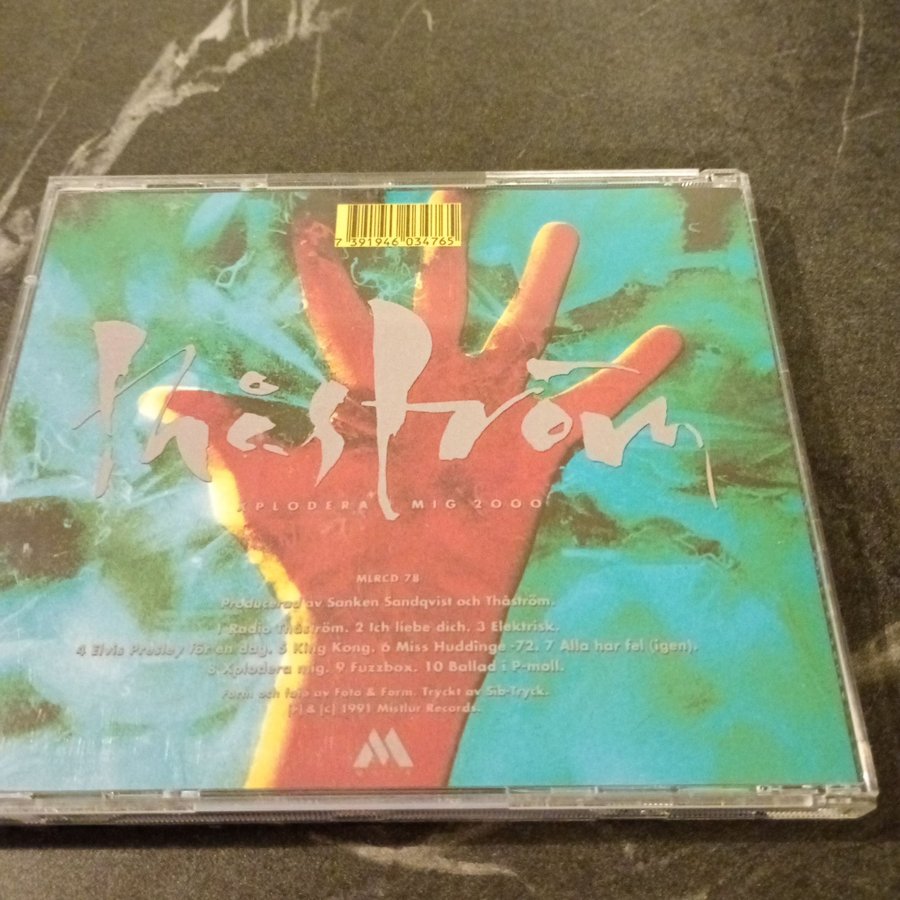 7 391946 034765
thåström
XPLODERA MIG 2000
MLRCD 78
Producerad av Sanken Sandqvist och Thåström.
1 Radio Thåström. 2 Ich liebe dich. 3 Elektrisk.
4 Elvis Presley för en dag. 5 King Kong. 6 Miss Huddinge -72. 7 Alla har fel (igen).
8 Xplodera mig. 9 Fuzzbox. 10 Ballad i P-moll.
Form och foto av Foto & Form. Tryckt av Sib-Tryck.
(p) & (c) 1991 Mistlur Records.